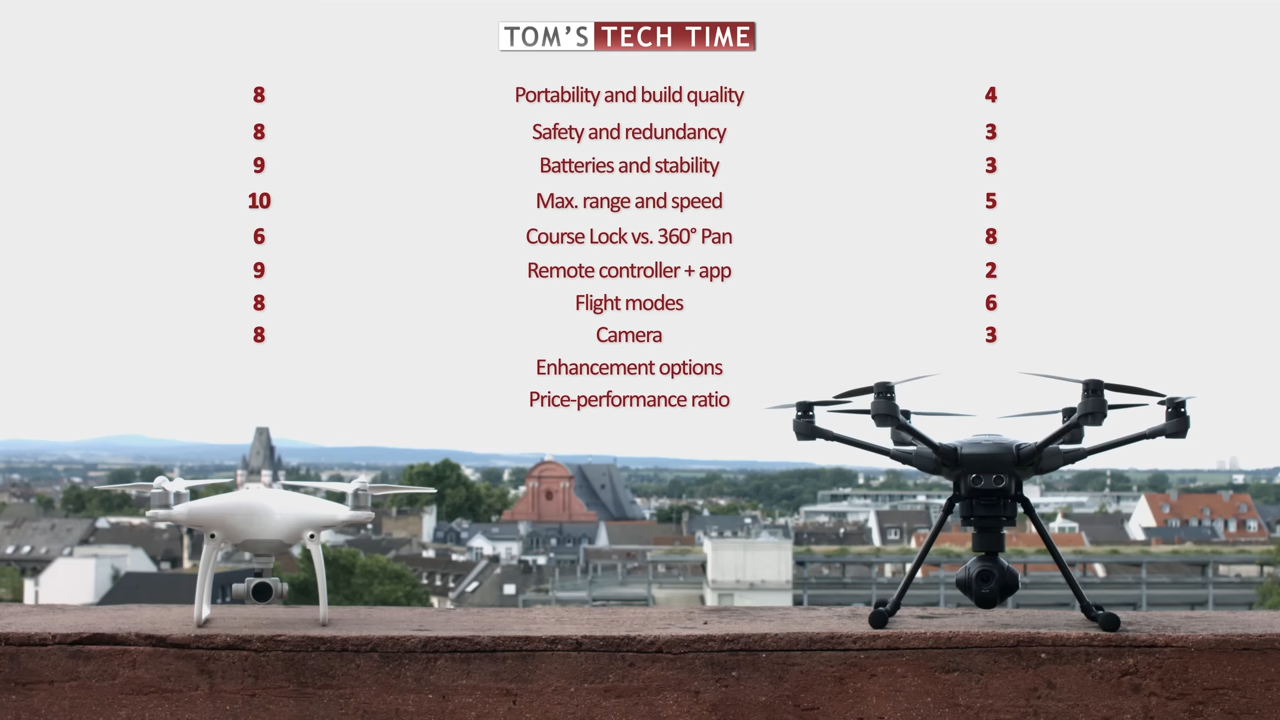 TOM'S TECH TIME
8 Portability and build quality 4
8 Safety and redundancy 3
9 Batteries and stability 3
10 Max. range and speed 5
6 Course Lock vs. 360° Pan 8
9 Remote controller + app 2
8 Flight modes 6
8 Camera 3
Enhancement options
Price-performance ratio